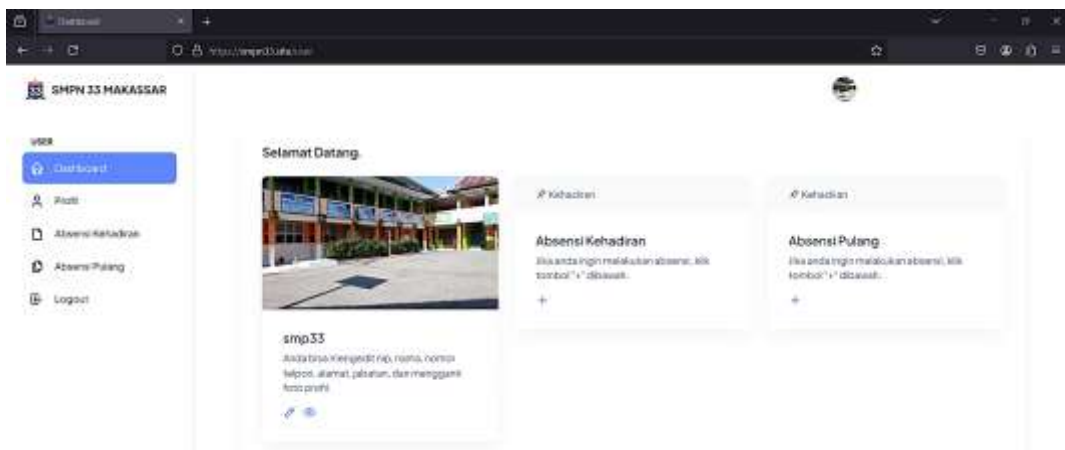 Dashboard
SMPN 33 MAKASSAR
USER
Dashboard
Profil
Absensi Kehadiran
Absensi Pulang
Logout
Selamat Datang.
smp33
Anda bisa mengedit nip, nama, nomor
telpon, alamat, jabatan, dan mengganti
foto profil
Kehadiran
Absensi Kehadiran
Jika anda ingin melakukan absensi, klik
tombol "+" dibawah.
+
Kehadiran
Absensi Pulang
Jika anda ingin melakukan absensi, klik
tombol "+" dibawah.
+